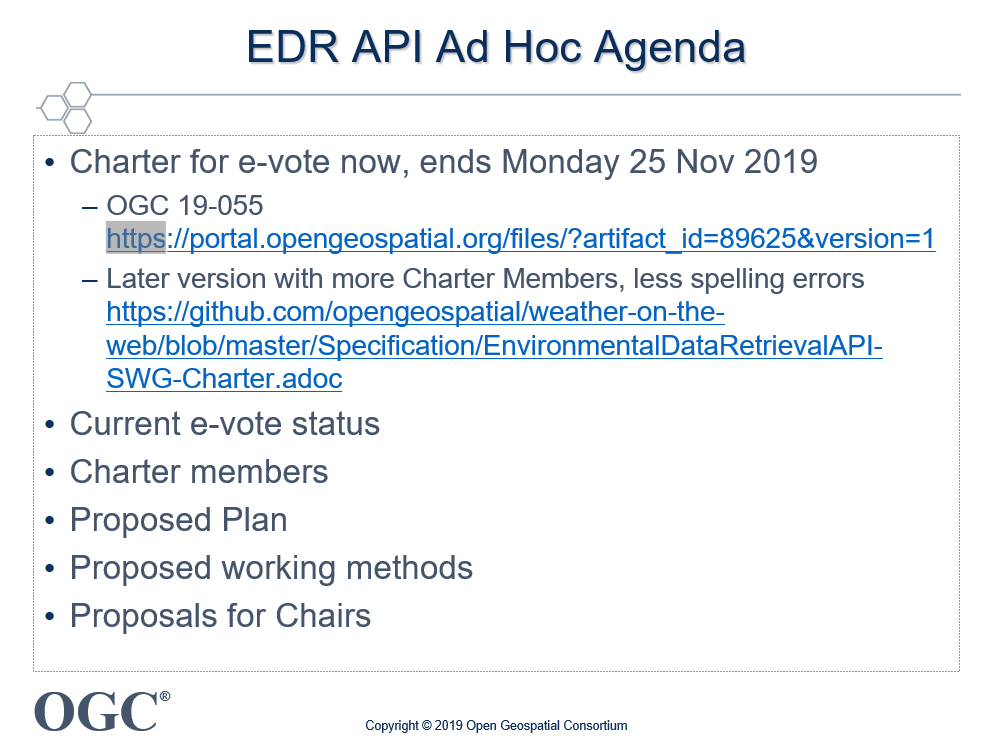 EDR API Ad Hoc Agenda
• Charter for e-vote now, ends Monday 25 Nov 2019
– OGC 19-055
https://portal.opengeospatial.org/files/?artifact_id=89625&version=1
– Later version with more Charter Members, less spelling errors
https://github.com/opengeospatial/weather-on-the-
web/blob/master/Specification/EnvironmentalDataRetrievalAPI-
SWG-Charter.adoc
• Current e-vote status
• Charter members
• Proposed Plan
• Proposed working methods
• Proposals for Chairs
OGC®
Copyright © 2019 Open Geospatial Consortium